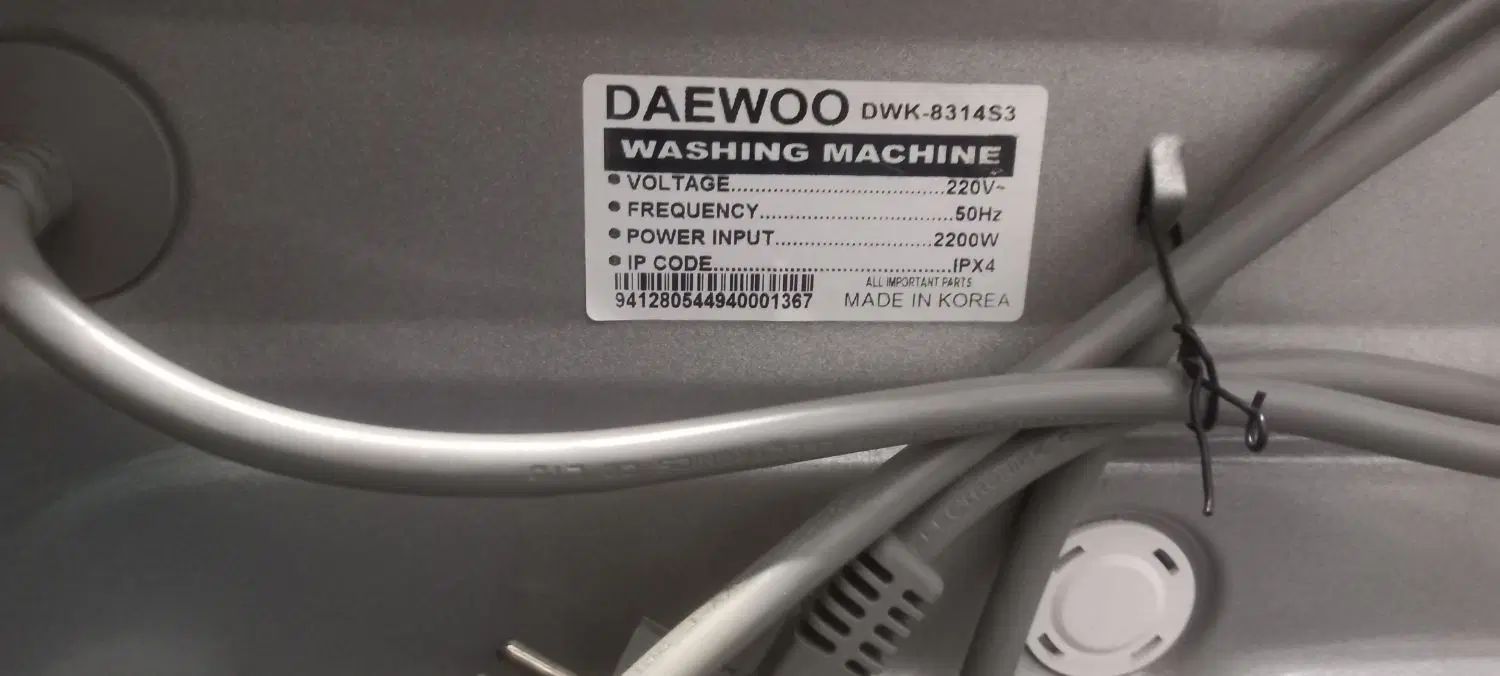 DAEWOO DWK-8314S3
WASHING MACHINE
• VOLTAGE..................................220V~
• FREQUENCY...............................50Hz
• POWER INPUT.........................2200W
• IP CODE.....................................IPX4
ALL IMPORTANT PARTS
941280544940001367 MADE IN KOREA